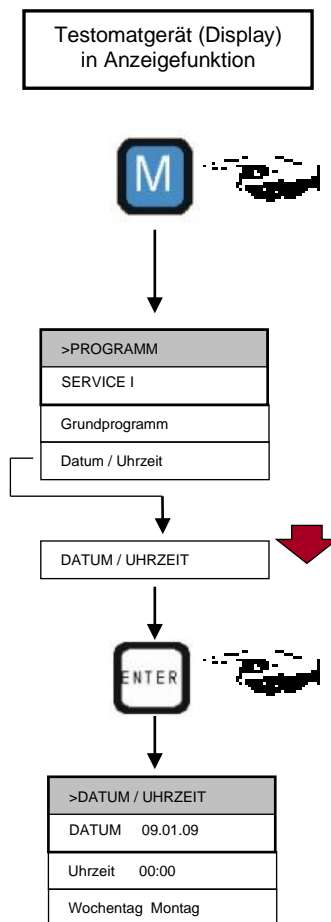 Testomatgerät (Display)
in Anzeigefunktion
M
>PROGRAMM
SERVICE I
Grundprogramm
Datum / Uhrzeit
DATUM / UHRZEIT
ENTER
>DATUM / UHRZEIT
DATUM 09.01.09
Uhrzeit 00:00
Wochentag Montag